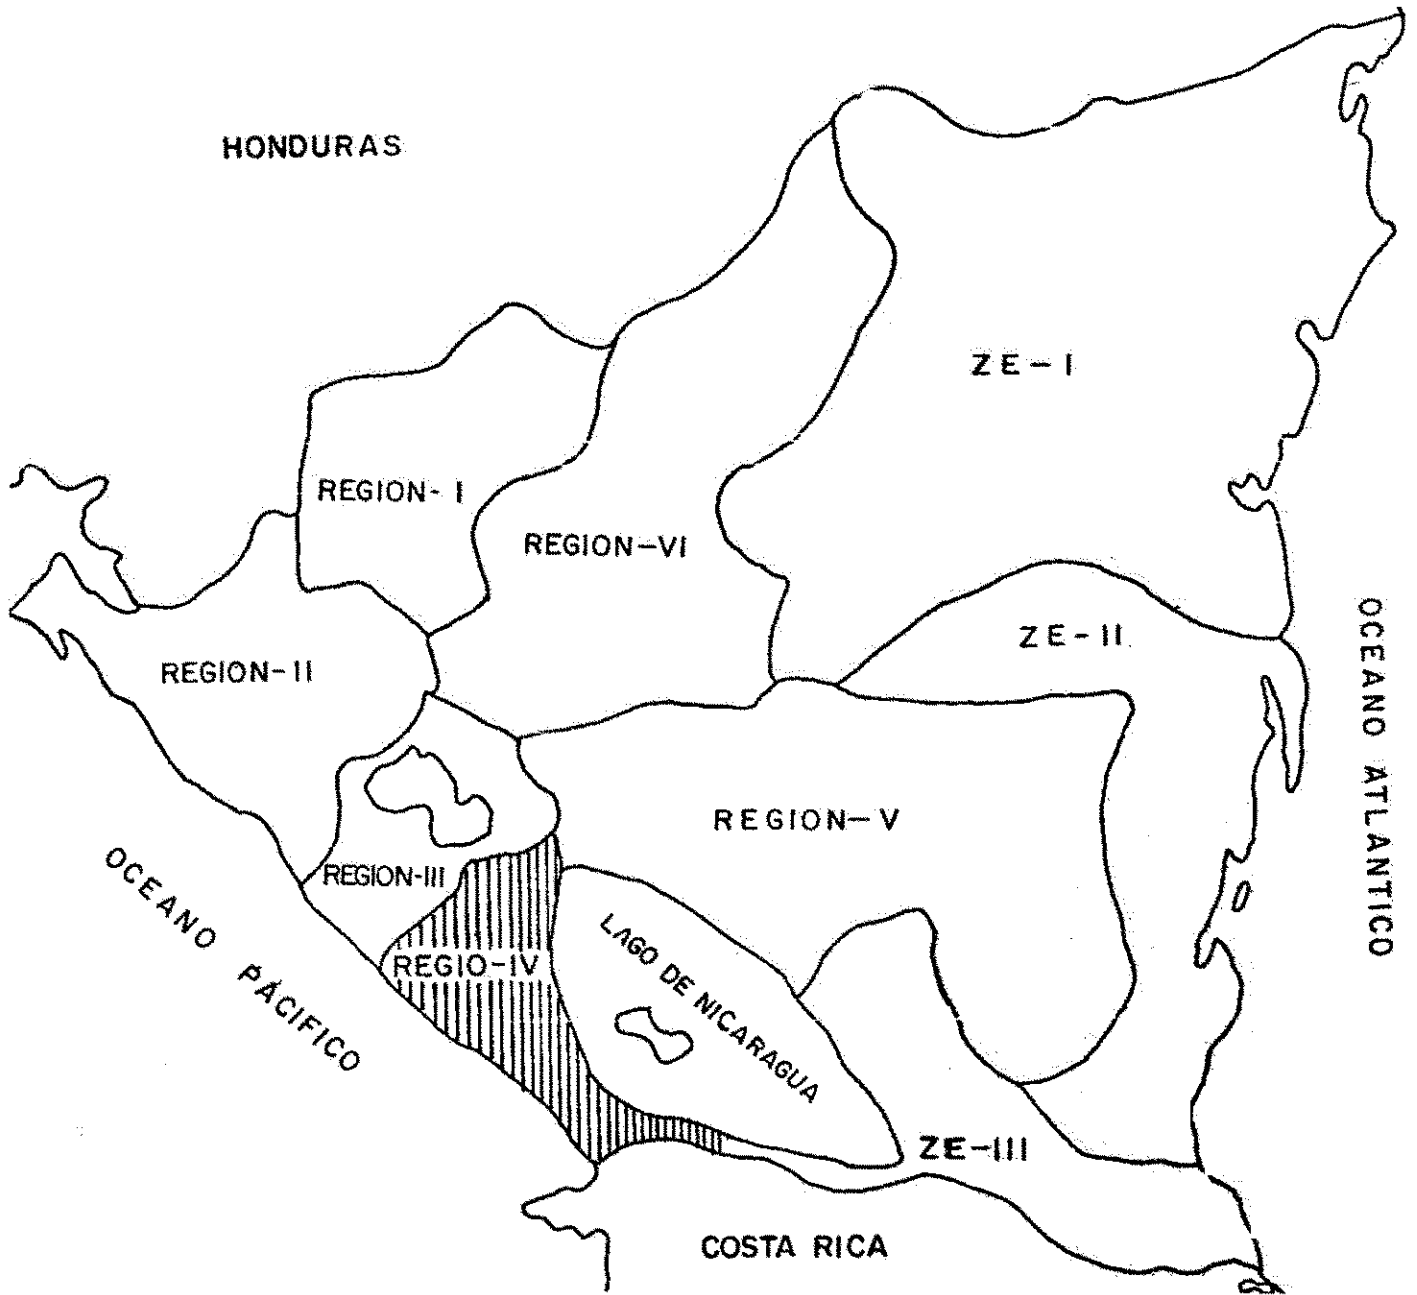 HONDURAS
ZE-I
REGION-I
REGION-VI
ZE-II
REGION-II
OCEANO ATLANTICO
REGION-V
REGION-III
OCEANO PÁCIFICO
REGIO-IV
LAGO DE NICARAGUA
ZE-III
COSTA RICA